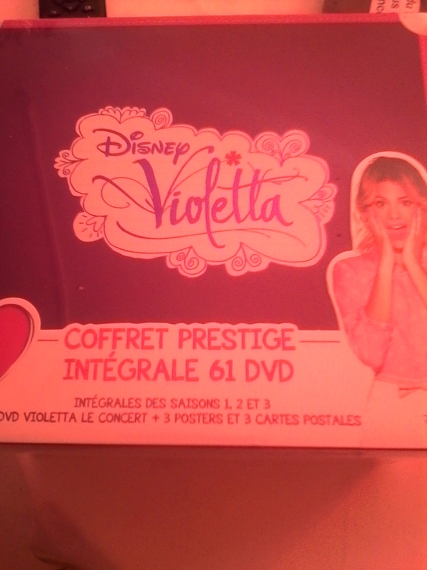 Disney
Violetta
COFFRET PRESTIGE
INTÉGRALE 61 DVD
INTÉGRALES DES SAISONS 1, 2 ET 3
DVD VIOLETTA LE CONCERT + 3 POSTERS ET 3 CARTES POSTALES